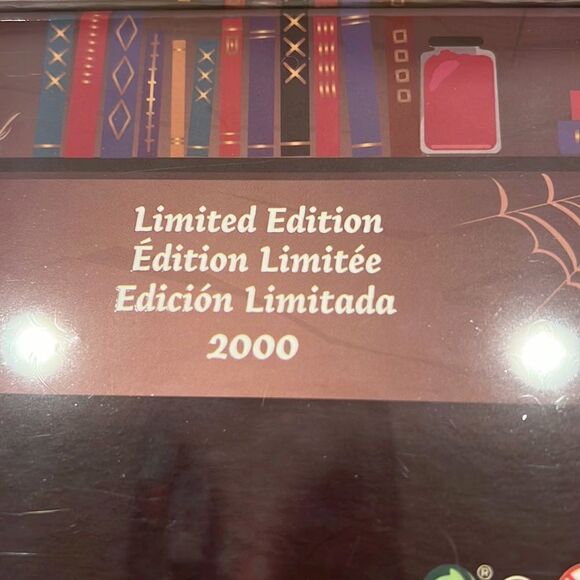 Limited Edition
Édition Limitée
Edición Limitada
2000
®